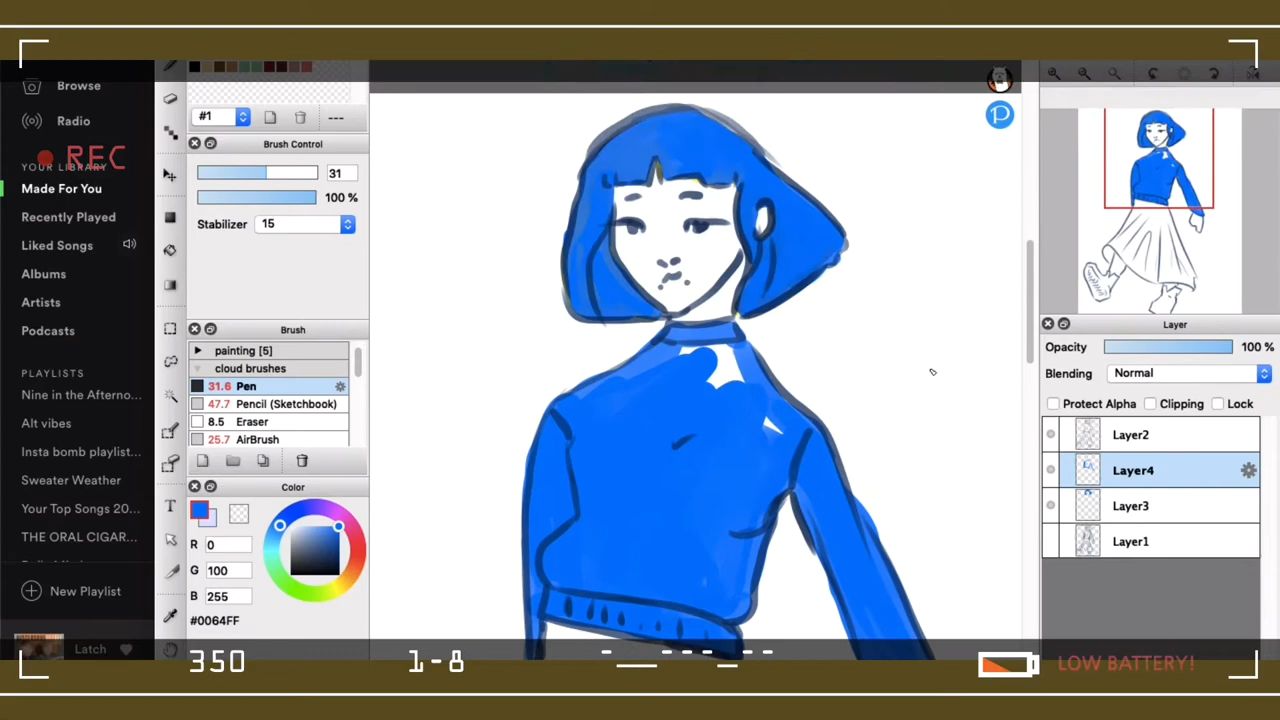 Browse
Radio
REC
YOUR LIBRARY
Made For You
Recently Played
Liked Songs
Albums
Artists
Podcasts
PLAYLISTS
Nine in the Afterno...
Alt vibes
Insta bomb playlist...
Sweater Weather
Your Top Songs 20...
THE ORAL CIGAR...
New Playlist
Latch
#1
---
Brush Control
31
100 %
Stabilizer 15
Brush
painting [5]
cloud brushes
31.6 Pen
47.7 Pencil (Sketchbook)
8.5 Eraser
25.7 AirBrush
T
Color
R 0
G 100
B 255
#0064FF
P
Layer
Opacity 100 %
Blending Normal
Protect Alpha Clipping Lock
Layer2
Layer4
Layer3
Layer1
350
1-8
LOW BATTERY!